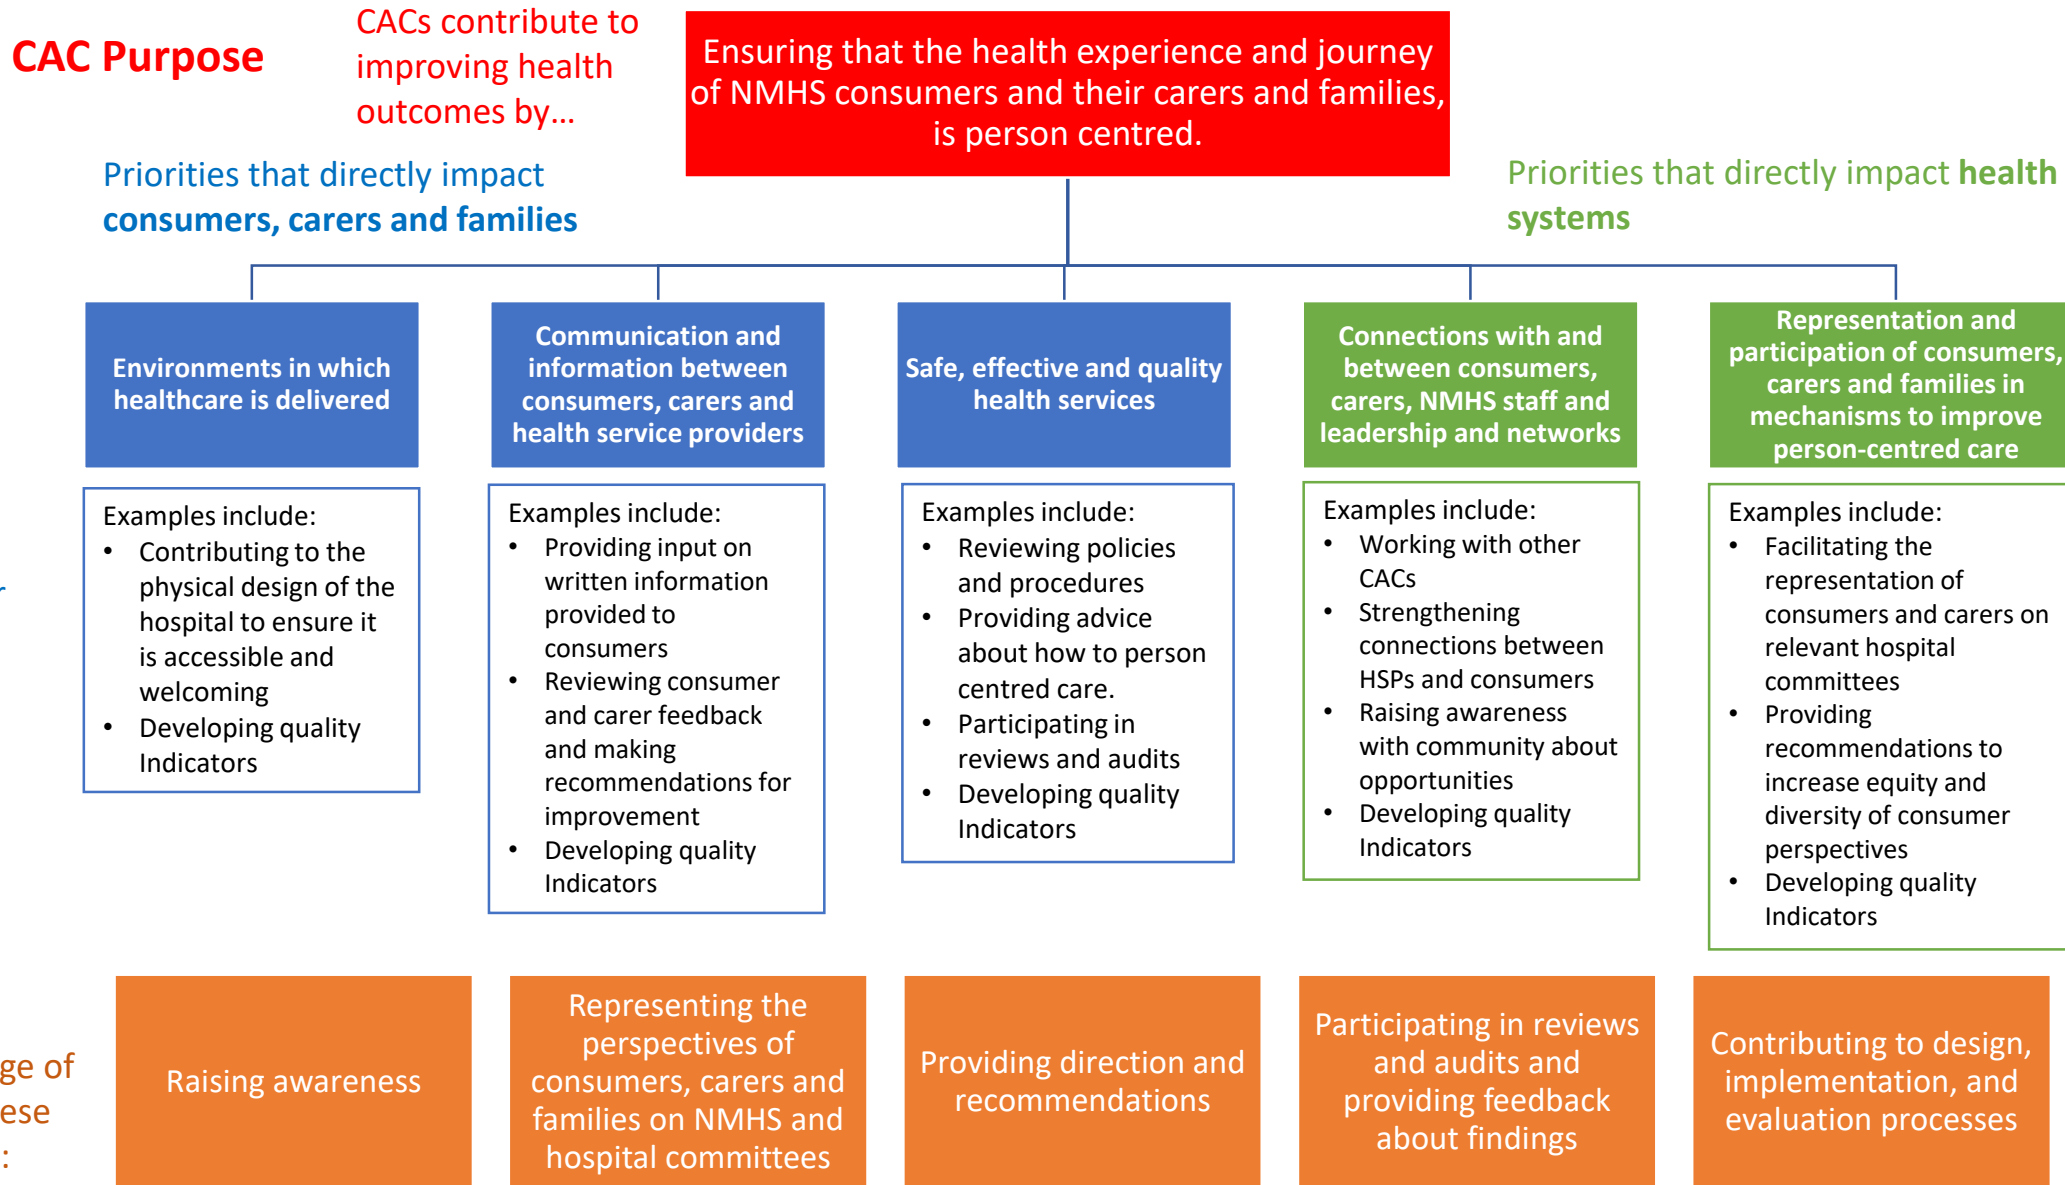 CAC Purpose
CACs contribute to
improving health
outcomes by...
Ensuring that the health experience and journey
of NMHS consumers and their carers and families,
is person centred.
Priorities that directly impact
consumers, carers and families
Priorities that directly impact health
systems
Environments in which
healthcare is delivered
Communication and
information between
consumers, carers and
health service providers
Safe, effective and quality
health services
Connections with and
between consumers,
carers, NMHS staff and
leadership and networks
Representation and
participation of consumers,
carers and families in
mechanisms to improve
person-centred care
Examples include:
• Contributing to the
physical design of the
hospital to ensure it
is accessible and
welcoming
• Developing quality
Indicators
Examples include:
• Providing input on
written information
provided to
consumers
• Reviewing consumer
and carer feedback
and making
recommendations for
improvement
• Developing quality
Indicators
Examples include:
• Reviewing policies
and procedures
• Providing advice
about how to person
centred care.
• Participating in
reviews and audits
• Developing quality
Indicators
Examples include:
• Working with other
CACs
• Strengthening
connections between
HSPs and consumers
• Raising awareness
with community about
opportunities
• Developing quality
Indicators
Examples include:
• Facilitating the
representation of
consumers and carers on
relevant hospital
committees
• Providing
recommendations to
increase equity and
diversity of consumer
perspectives
• Developing quality
Indicators
of
:
Raising awareness
Representing the
perspectives of
consumers, carers and
families on NMHS and
hospital committees
Providing direction and
recommendations
Participating in reviews
and audits and
providing feedback
about findings
Contributing to design,
implementation, and
evaluation processes